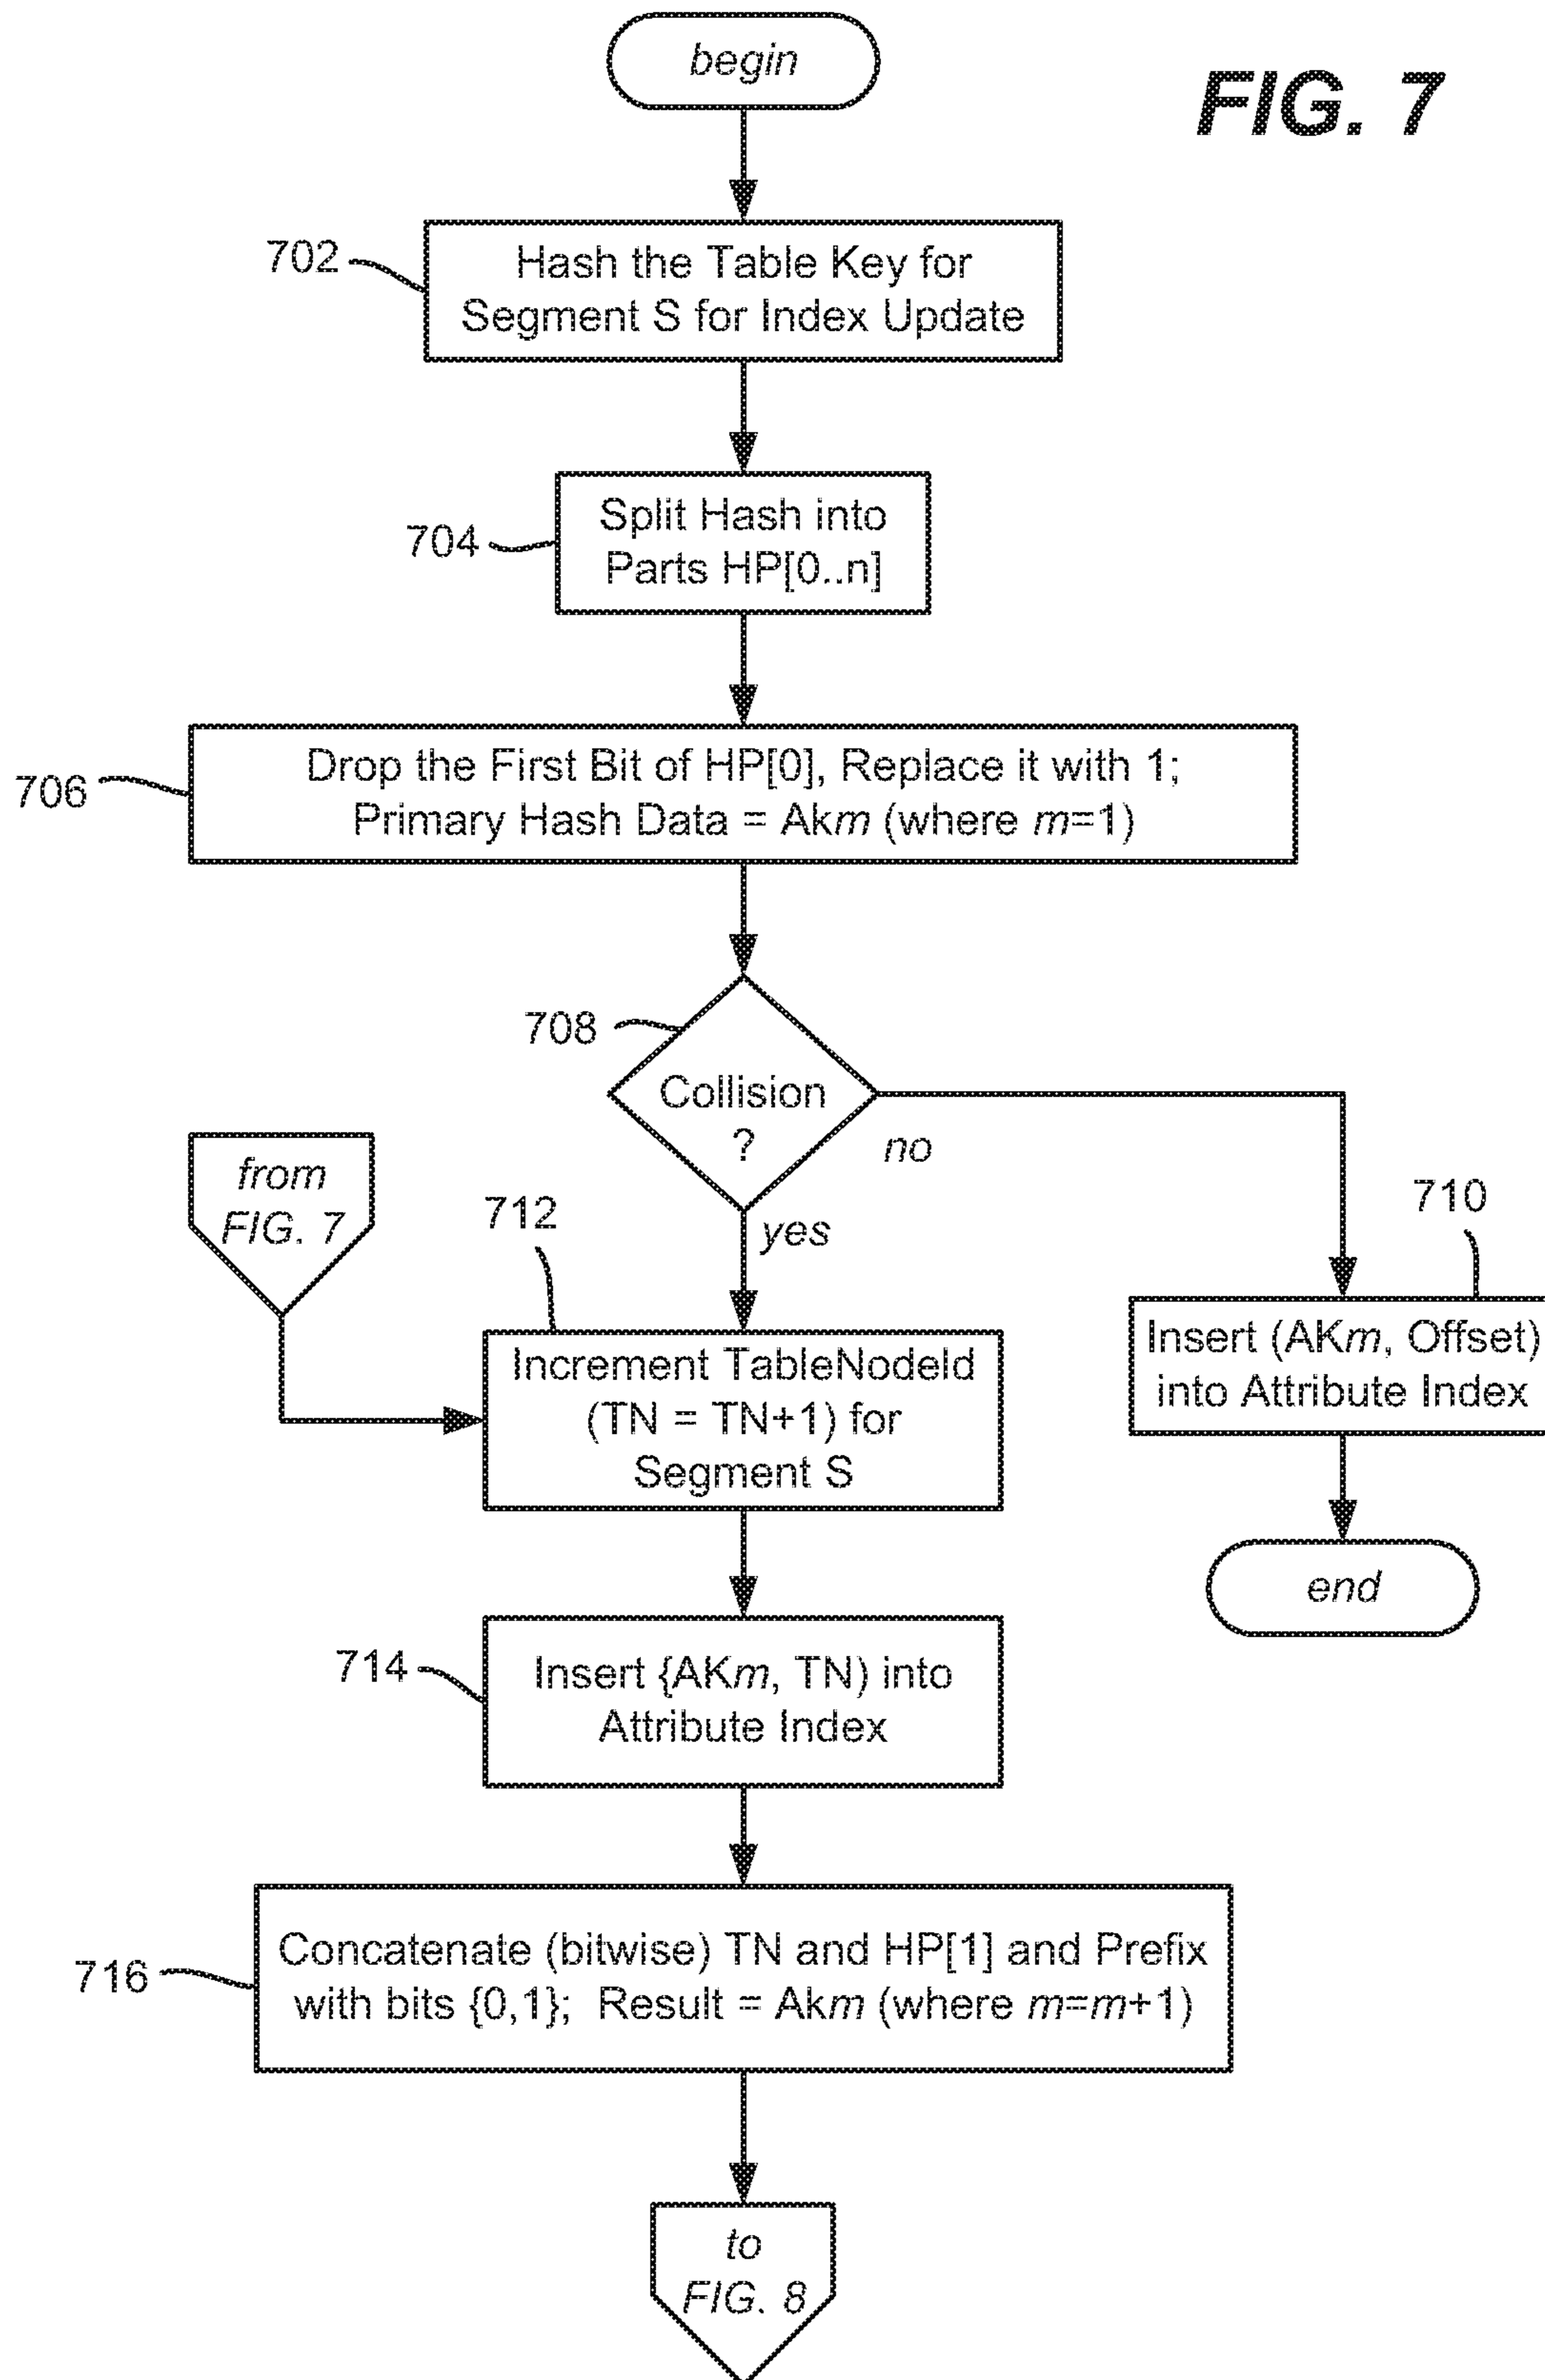 begin
FIG. 7
702
Hash the Table Key for
Segment S for Index Update
704
Split Hash into
Parts HP[0..n]
706
Drop the First Bit of HP[0], Replace it with 1;
Primary Hash Data = Akm (where m=1)
708
Collision
?
no
yes
from
FIG. 7
712
710
Increment TableNodeId
(TN = TN+1) for
Segment S
Insert (AKm, Offset)
into Attribute Index
end
714
Insert {AKm, TN) into
Attribute Index
716
Concatenate (bitwise) TN and HP[1] and Prefix
with bits {0,1}; Result = Akm (where m=m+1)
to
FIG. 8